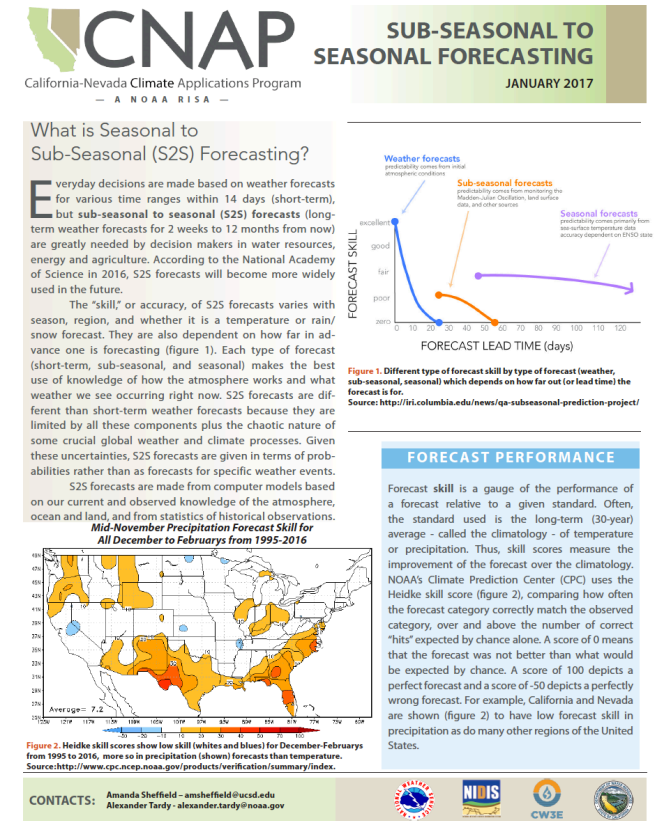 CNAP
California-Nevada Climate Applications Program
— A NOAA RISA —
SUB-SEASONAL TO
SEASONAL FORECASTING
JANUARY 2017
What is Seasonal to
Sub-Seasonal (S2S) Forecasting?
Everyday decisions are made based on weather forecasts
for various time ranges within 14 days (short-term),
but sub-seasonal to seasonal (S2S) forecasts (long-
term weather forecasts for 2 weeks to 12 months from now)
are greatly needed by decision makers in water resources,
energy and agriculture. According to the National Academy
of Science in 2016, S2S forecasts will become more widely
used in the future.
The “skill,” or accuracy, of S2S forecasts varies with
season, region, and whether it is a temperature or rain/
snow forecast. They are also dependent on how far in ad-
vance one is forecasting (figure 1). Each type of forecast
(short-term, sub-seasonal, and seasonal) makes the best
use of knowledge of how the atmosphere works and what
weather we see occurring right now. S2S forecasts are dif-
ferent than short-term weather forecasts because they are
limited by all these components plus the chaotic nature of
some crucial global weather and climate processes. Given
these uncertainties, S2S forecasts are given in terms of prob-
abilities rather than as forecasts for specific weather events.
S2S forecasts are made from computer models based
on our current and observed knowledge of the atmosphere,
ocean and land, and from statistics of historical observations.
Weather forecasts
predictability comes from initial
atmospheric conditions
Sub-seasonal forecasts
predictability comes from monitoring the
Madden-Julian Oscillation, land surface
data, and other sources
Seasonal forecasts
predictability comes primarily from
sea-surface temperature data
accuracy dependent on ENSO state
FORECAST SKILL
excellent
good
fair
poor
zero
0 10 20 30 40 50 60 70 80 90 100 110 120
FORECAST LEAD TIME (days)
Figure 1. Different type of forecast skill by type of forecast (weather,
sub-seasonal, seasonal) which depends on how far out (or lead time) the
forecast is for.
Source: http://iri.columbia.edu/news/qa-subseasonal-prediction-project/
FORECAST PERFORMANCE
Forecast skill is a gauge of the performance of
a forecast relative to a given standard. Often,
the standard used is the long-term (30-year)
average - called the climatology - of temperature
or precipitation. Thus, skill scores measure the
improvement of the forecast over the climatology.
NOAA’s Climate Prediction Center (CPC) uses the
Heidke skill score (figure 2), comparing how often
the forecast category correctly match the observed
category, over and above the number of correct
“hits” expected by chance alone. A score of 0 means
that the forecast was not better than what would
be expected by chance. A score of 100 depicts a
perfect forecast and a score of -50 depicts a perfectly
wrong forecast. For example, California and Nevada
are shown (figure 2) to have low forecast skill in
precipitation as do many other regions of the United
States.
Mid-November Precipitation Forecast Skill for
All December to Februarys from 1995-2016
Average= 7.2
Figure 2. Heidke skill scores show low skill (whites and blues) for December-Februarys
from 1995 to 2016, more so in precipitation (shown) forecasts than temperature.
Source:http://www.cpc.ncep.noaa.gov/products/verification/summary/index.
CONTACTS:
Amanda Sheffield – amsheffield@ucsd.edu
Alexander Tardy - alexander.tardy@noaa.gov
NIDIS
CW3E